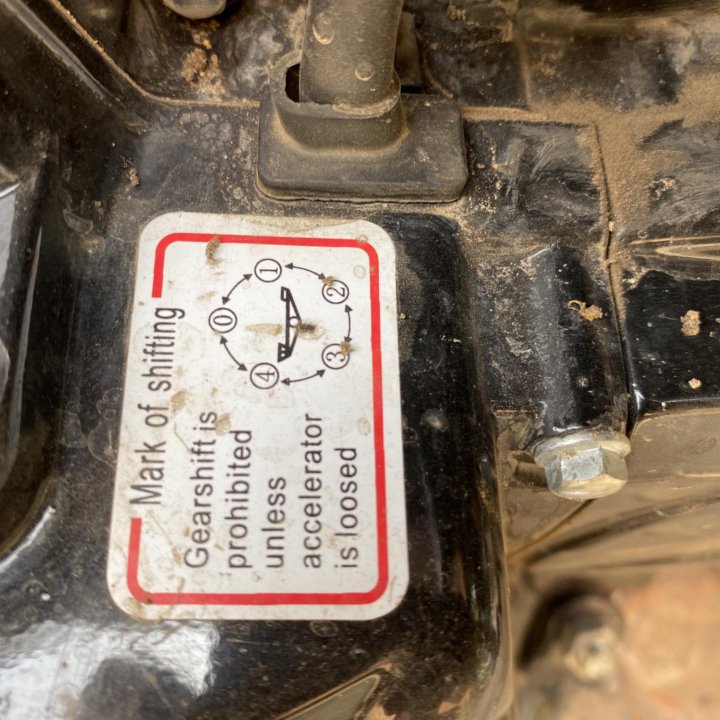 Mark of shifting
Gearshift is
prohibited
unless
accelerator
is loosed
0
1
2
3
4